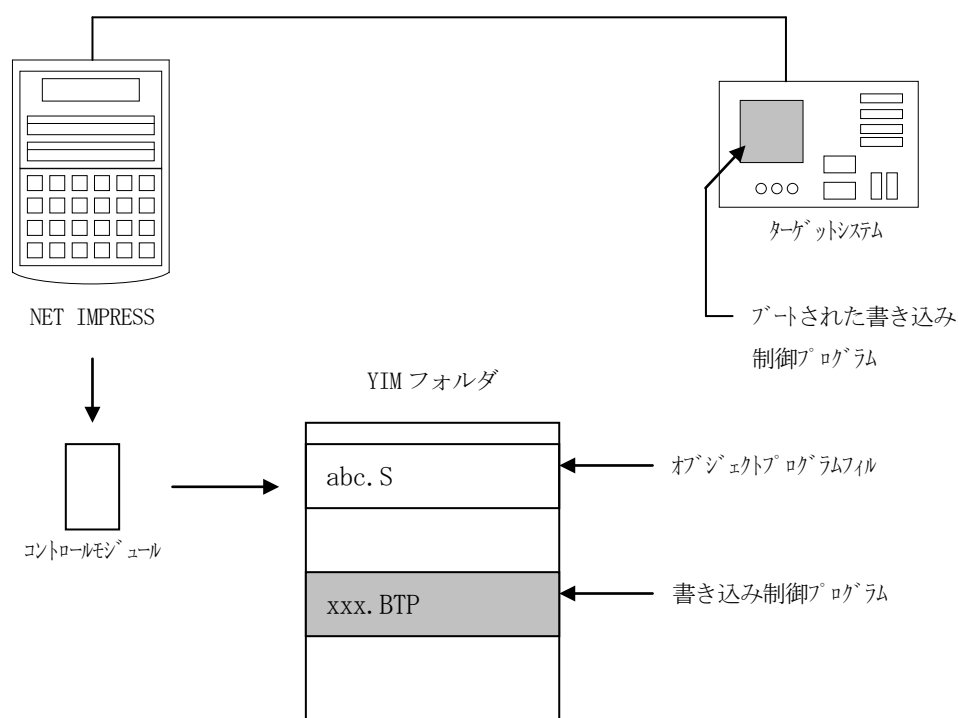 ﾀｰｹﾞｯﾄｼｽﾃﾑ
NET IMPRESS
ﾌﾞｰﾄされた書き込み
制御ﾌﾟﾛｸﾞﾗﾑ
YIM フォルダ
abc.S
ｵﾌﾞｼﾞｪｸﾄﾌﾟﾛｸﾞﾗﾑﾌｧｲﾙ
ｺﾝﾄﾛｰﾙﾓｼﾞｭｰﾙ
xxx.BTP
書き込み制御ﾌﾟﾛｸﾞﾗﾑ